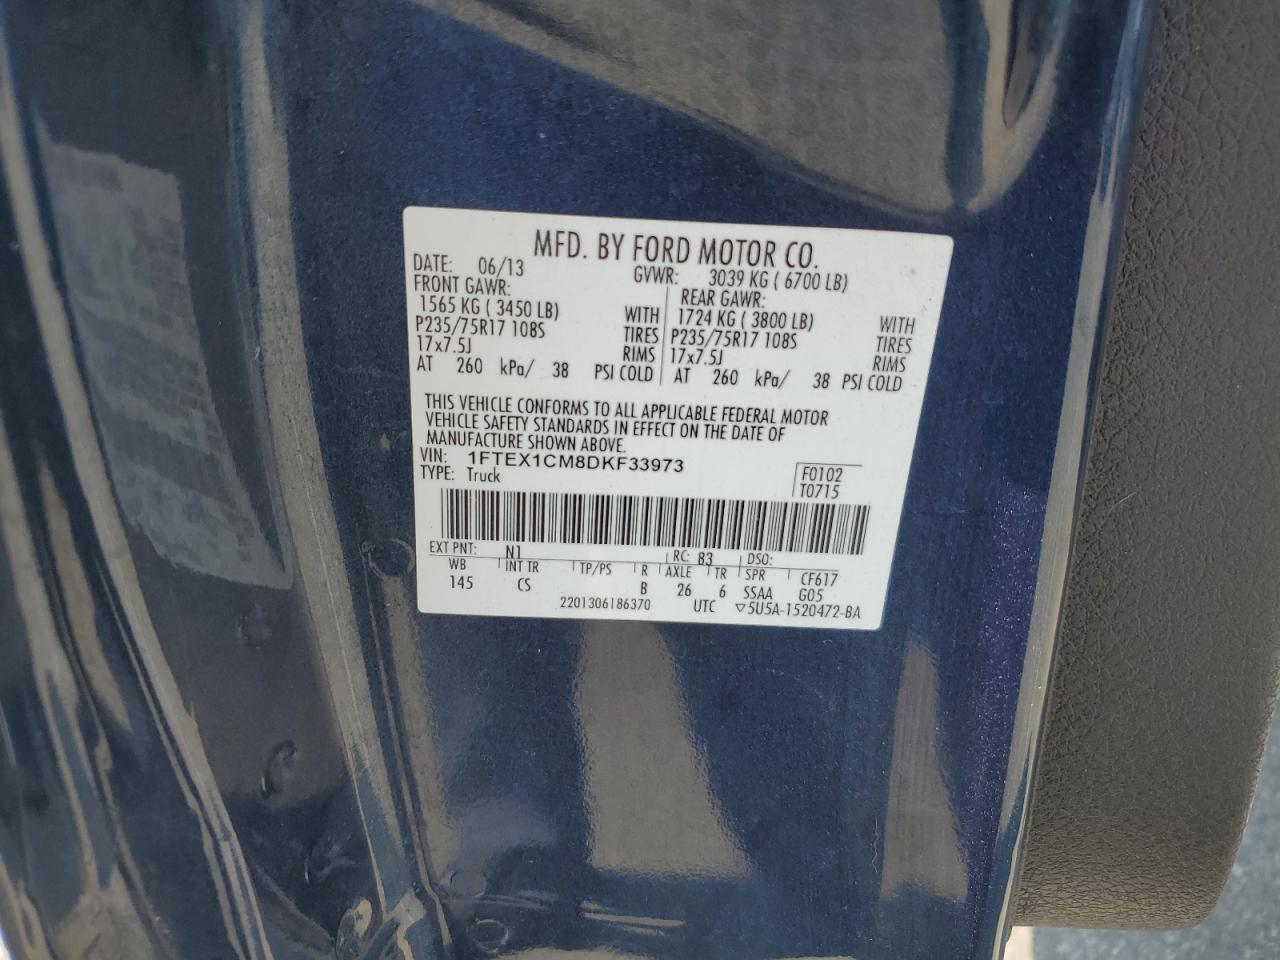 MFD. BY FORD MOTOR CO.
DATE: 06/13 GVWR: 3039 KG ( 6700 LB)
FRONT GAWR: REAR GAWR:
1565 KG ( 3450 LB) WITH 1724 KG ( 3800 LB) WITH
P235/75R17 108S TIRES P235/75R17 108S TIRES
17x7.5J RIMS 17x7.5J RIMS
AT 260 kPa/ 38 PSI COLD AT 260 kPa/ 38 PSI COLD
THIS VEHICLE CONFORMS TO ALL APPLICABLE FEDERAL MOTOR
VEHICLE SAFETY STANDARDS IN EFFECT ON THE DATE OF
MANUFACTURE SHOWN ABOVE.
VIN: 1FTEX1CM8DKF33973
TYPE: Truck F0102
T0715
EXT PNT: N1 RC: 83 DSO:
WB INT TR TP/PS R AXLE TR SPR CF617
145 CS B 26 6 SSAA G05
2201306186370 UTC ▽5U5A-1520472-BA